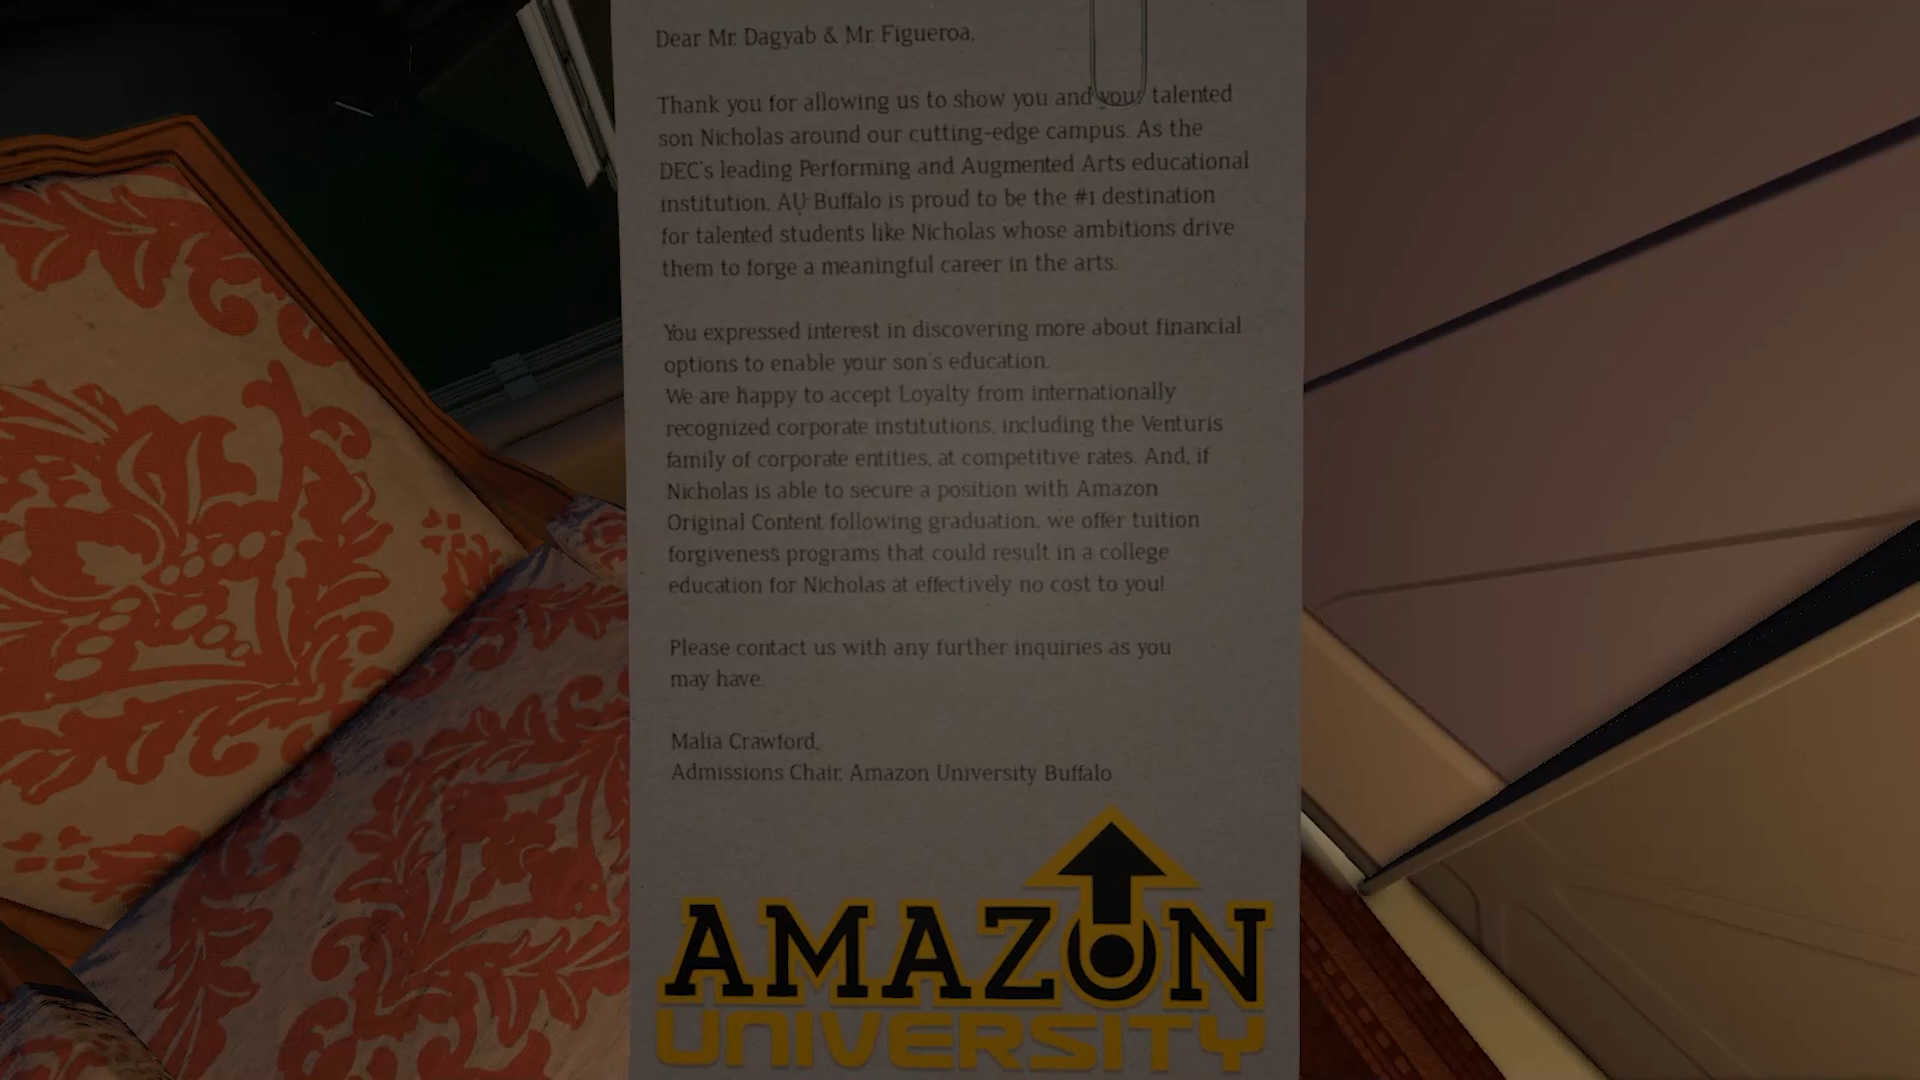 Dear Mr. Dagyab & Mr. Figueroa,
Thank you for allowing us to show you and your talented
son Nicholas around our cutting-edge campus. As the
DEC's leading Performing and Augmented Arts educational
institution, AU Buffalo is proud to be the #1 destination
for talented students like Nicholas whose ambitions drive
them to forge a meaningful career in the arts.
You expressed interest in discovering more about financial
options to enable your son's education.
We are happy to accept Loyalty from internationally
recognized corporate institutions, including the Venturis
family of corporate entities, at competitive rates. And, if
Nicholas is able to secure a position with Amazon
Original Content following graduation, we offer tuition
forgiveness programs that could result in a college
education for Nicholas at effectively no cost to you!
Please contact us with any further inquiries as you
may have.
Malia Crawford,
Admissions Chair, Amazon University Buffalo
AMAZON
UNIVERSITY